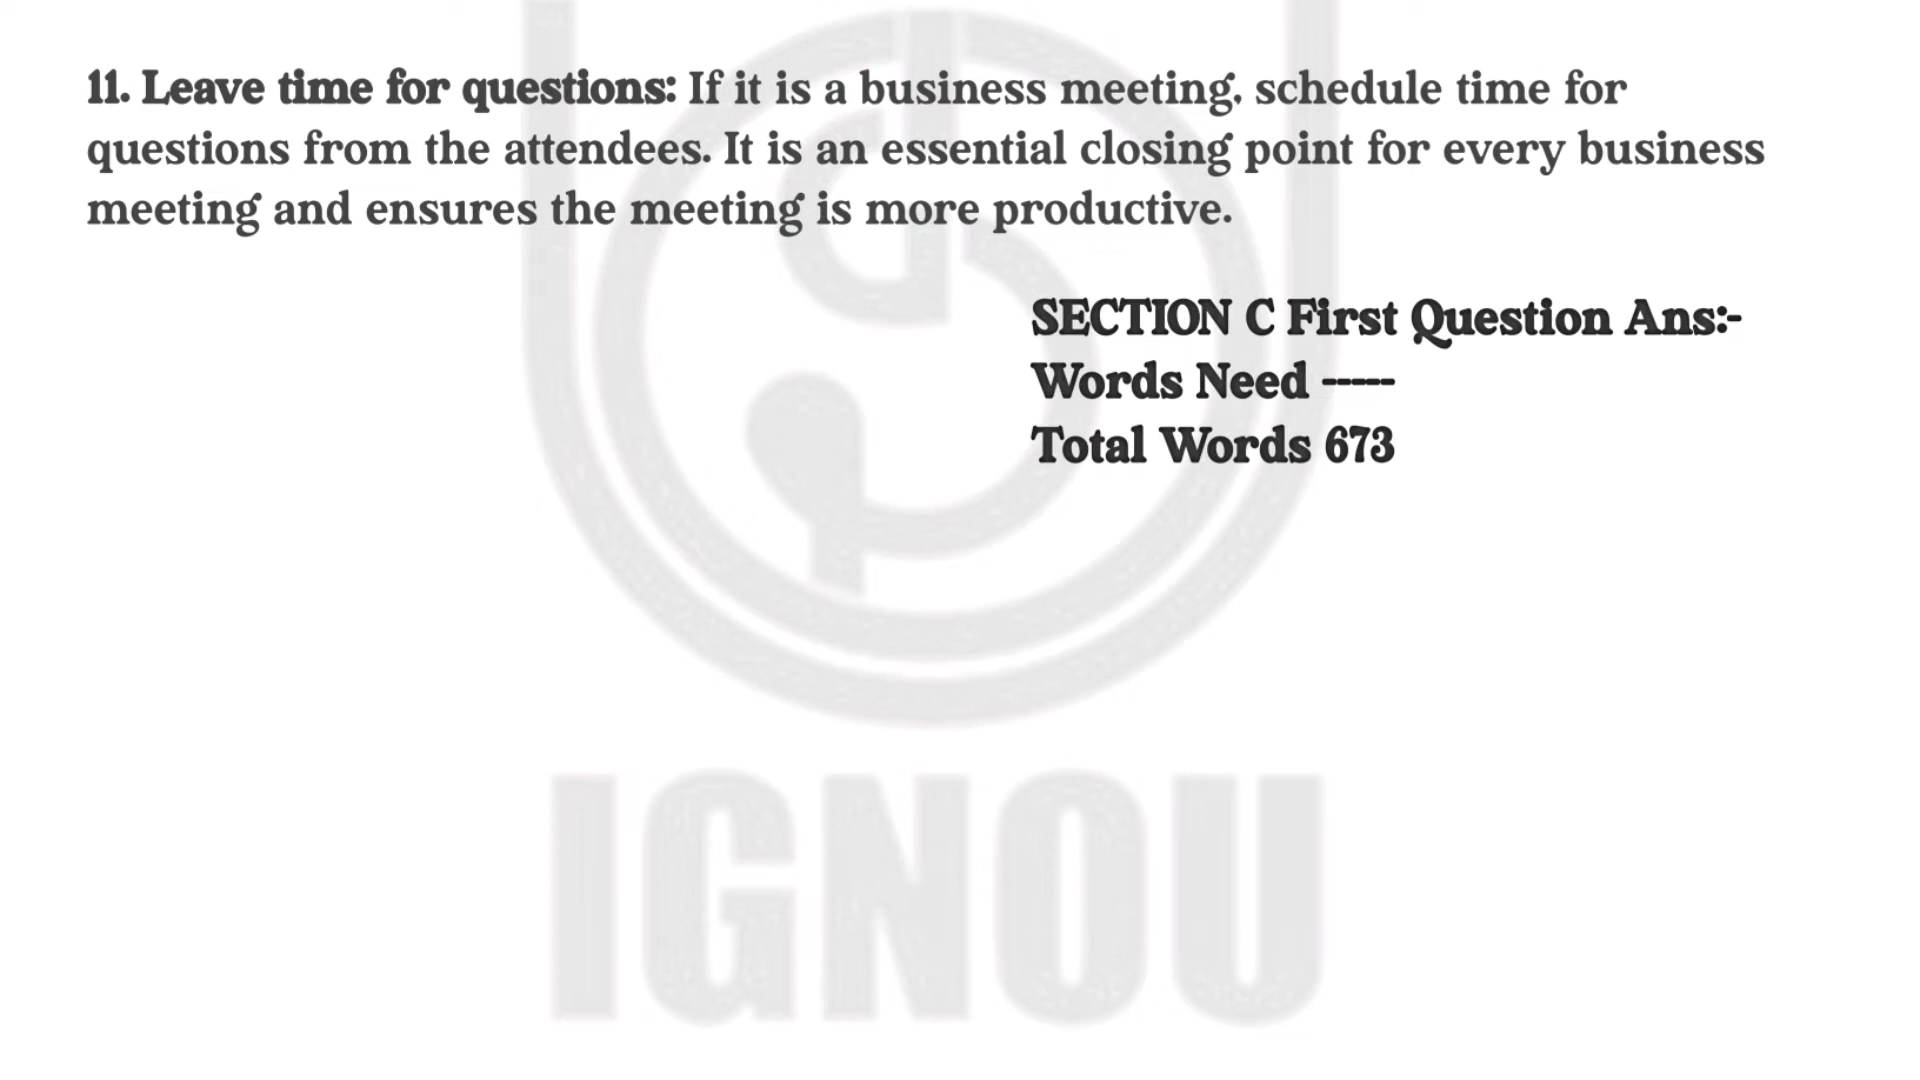 11. Leave time for questions: If it is a business meeting, schedule time for
questions from the attendees. It is an essential closing point for every business
meeting and ensures the meeting is more productive.
SECTION C First Question Ans:-
Words Need -----
Total Words 673
IGNOU